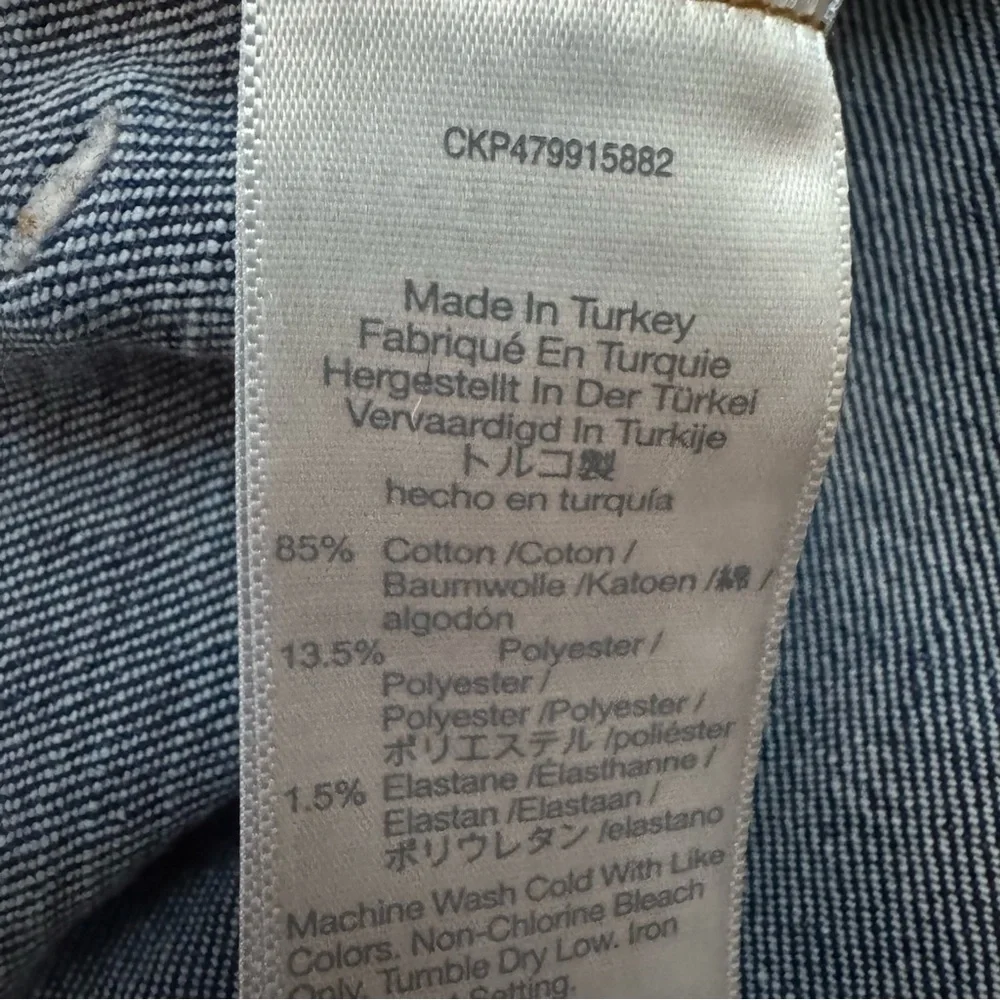 CKP479915882
Made In Turkey
Fabriqué En Turquie
Hergestellt In Der Türkei
Vervaardigd In Turkije
トルコ製
hecho en turquía
85% Cotton /Coton /
Baumwolle /Katoen /綿 /
algodón
13.5% Polyester /
Polyester /
Polyester /Polyester /
ポリエステル /poliéster
1.5% Elastane /Élasthanne /
Elastan /Elastaan /
ポリウレタン /elastano
Machine Wash Cold With Like
Colors. Non-Chlorine Bleach
Only. Tumble Dry Low. Iron
Setting.